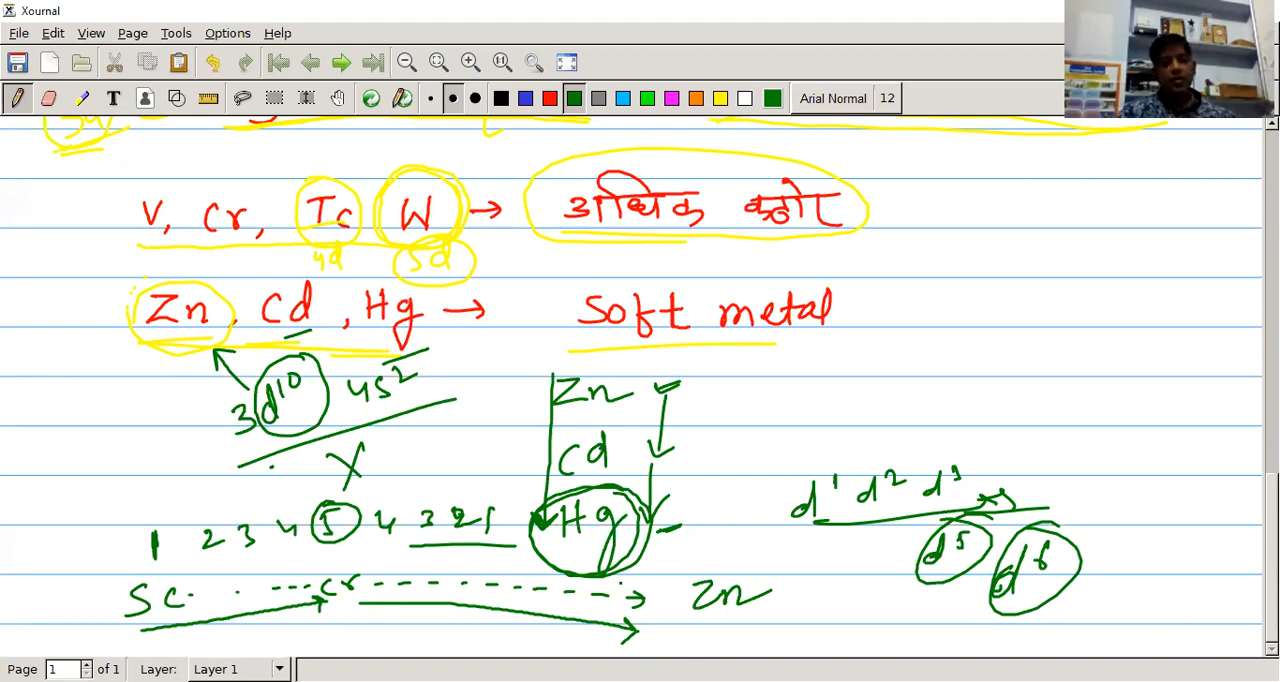 Xournal
File Edit View Page Tools Options Help
Arial Normal 12
V, Cr, Tc W → अधिक कठोर
4d 5d
Zn, Cd, Hg → Soft metal
3d¹⁰ 4s² Zn
Cd
d¹ d² d³
1 2 3 4 5 4 3 2 1 Hg
d⁵ d⁶
Sc Cr Zn
Page 1 of 1 Layer: Layer 1